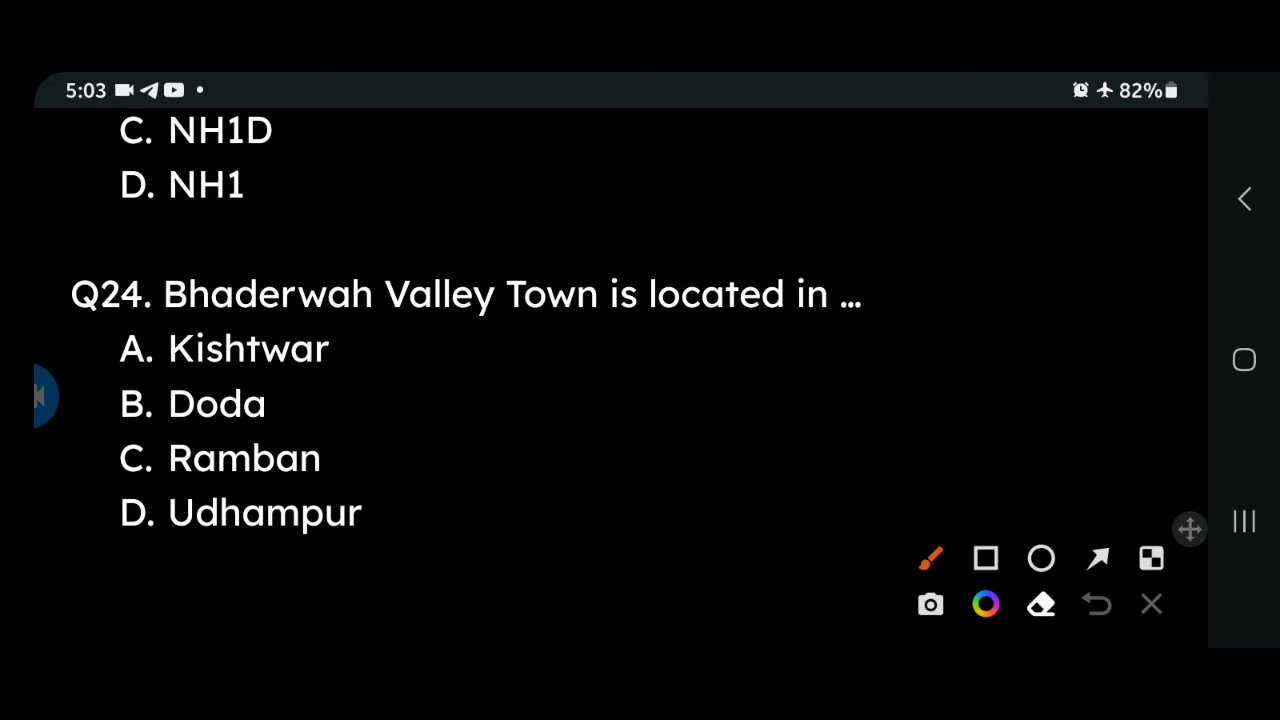 5:03
82%
C. NH1D
D. NH1
Q24. Bhaderwah Valley Town is located in ...
A. Kishtwar
B. Doda
C. Ramban
D. Udhampur